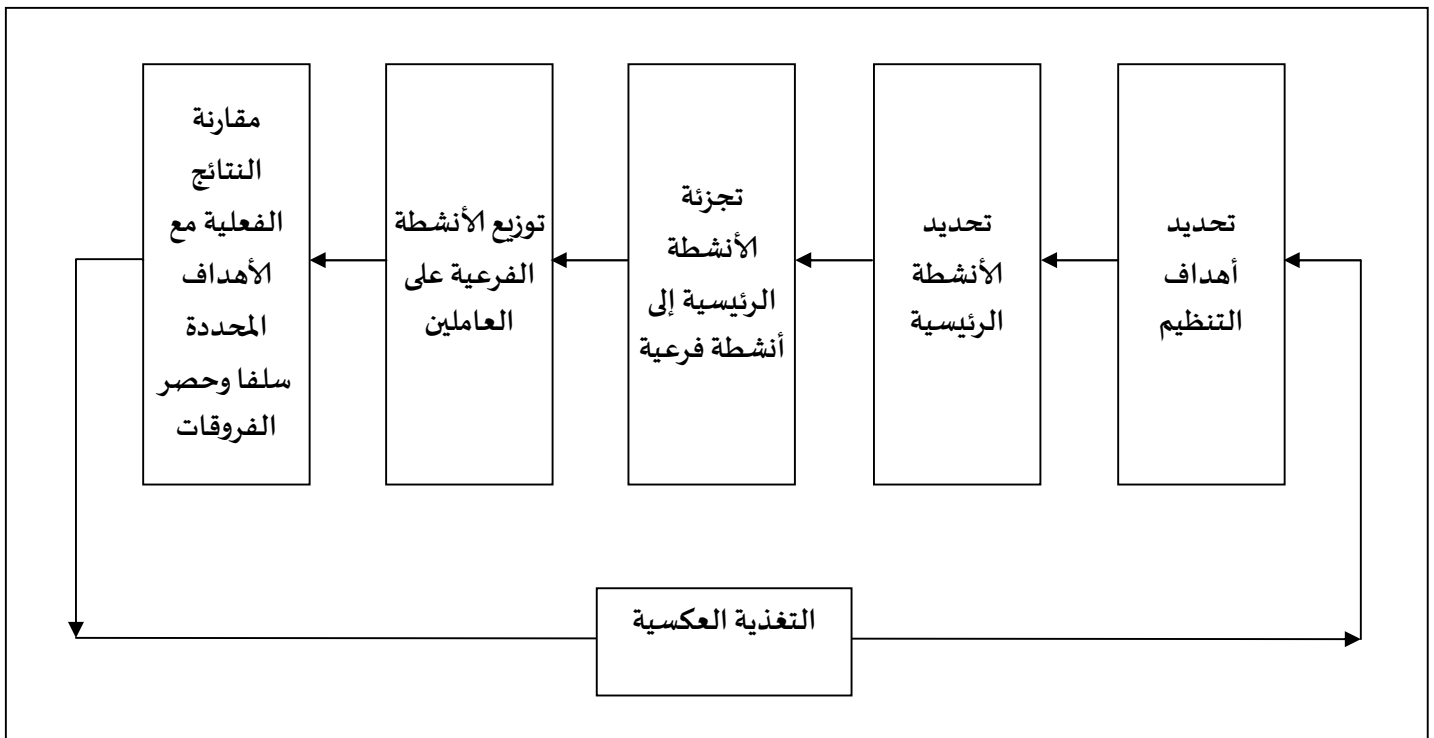 تحديد
أهداف
التنظيم
تحديد
الأنشطة
الرئيسية
تجزئة
الأنشطة
الرئيسية إلى
أنشطة فرعية
توزيع الأنشطة
الفرعية على
العاملين
مقارنة
النتائج
الفعلية مع
الأهداف
المحددة
سلفا وحصر
الفروقات
التغذية العكسية